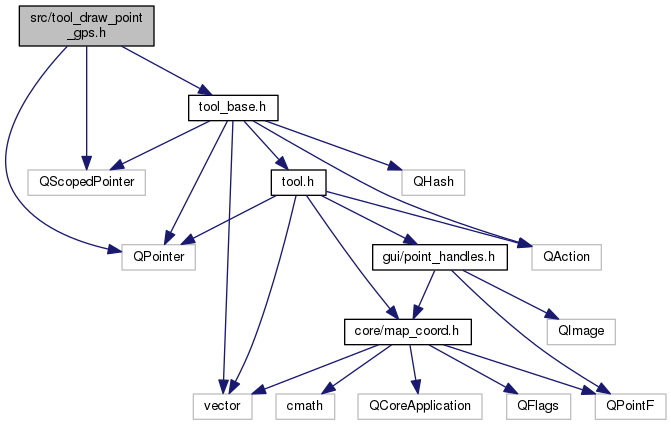 src/tool_draw_point
_gps.h
tool_base.h
QScopedPointer
tool.h
QHash
QPointer
gui/point_handles.h
QAction
core/map_coord.h
QImage
vector
cmath
QCoreApplication
QFlags
QPointF